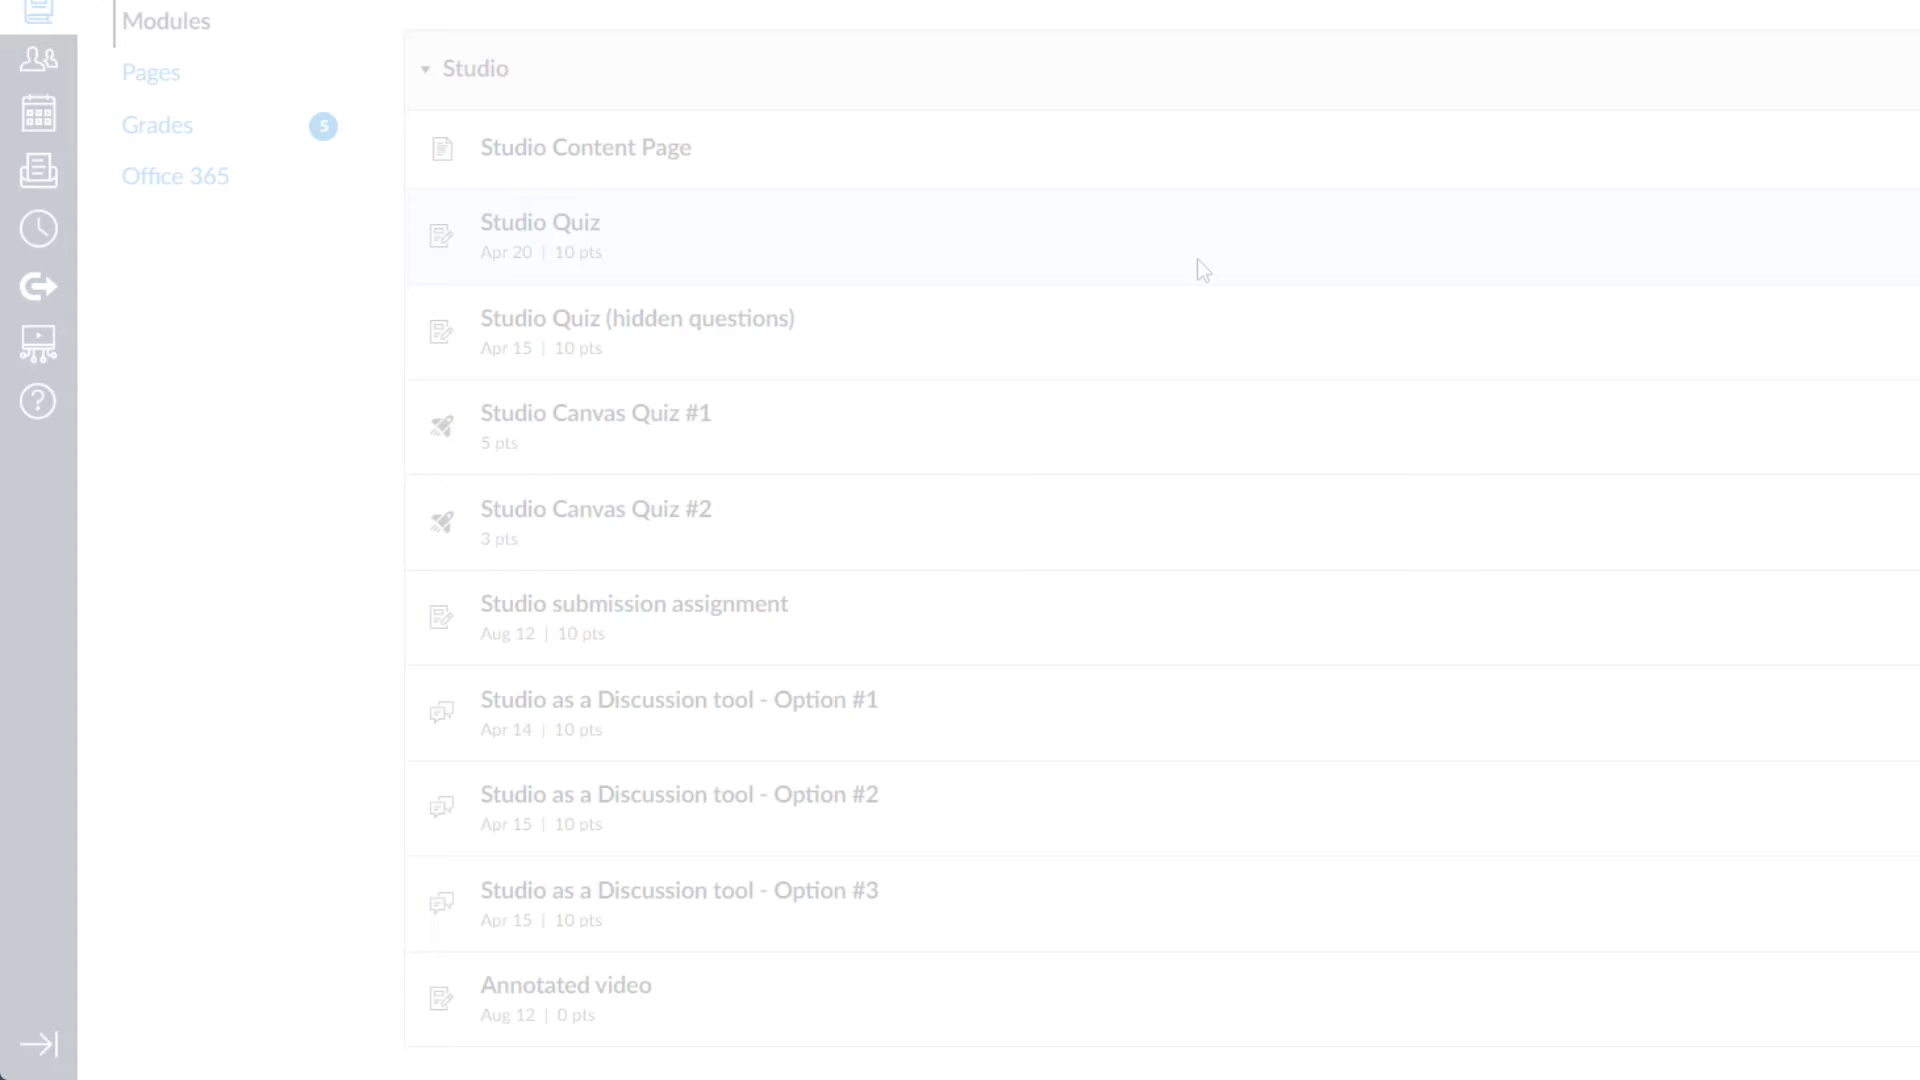 Modules
Pages
Grades
5
Office 365
Studio
Studio Content Page
Studio Quiz
Apr 20 | 10 pts
Studio Quiz (hidden questions)
Apr 15 | 10 pts
Studio Canvas Quiz #1
5 pts
Studio Canvas Quiz #2
3 pts
Studio submission assignment
Aug 12 | 10 pts
Studio as a Discussion tool - Option #1
Apr 14 | 10 pts
Studio as a Discussion tool - Option #2
Apr 15 | 10 pts
Studio as a Discussion tool - Option #3
Apr 15 | 10 pts
Annotated video
Aug 12 | 0 pts